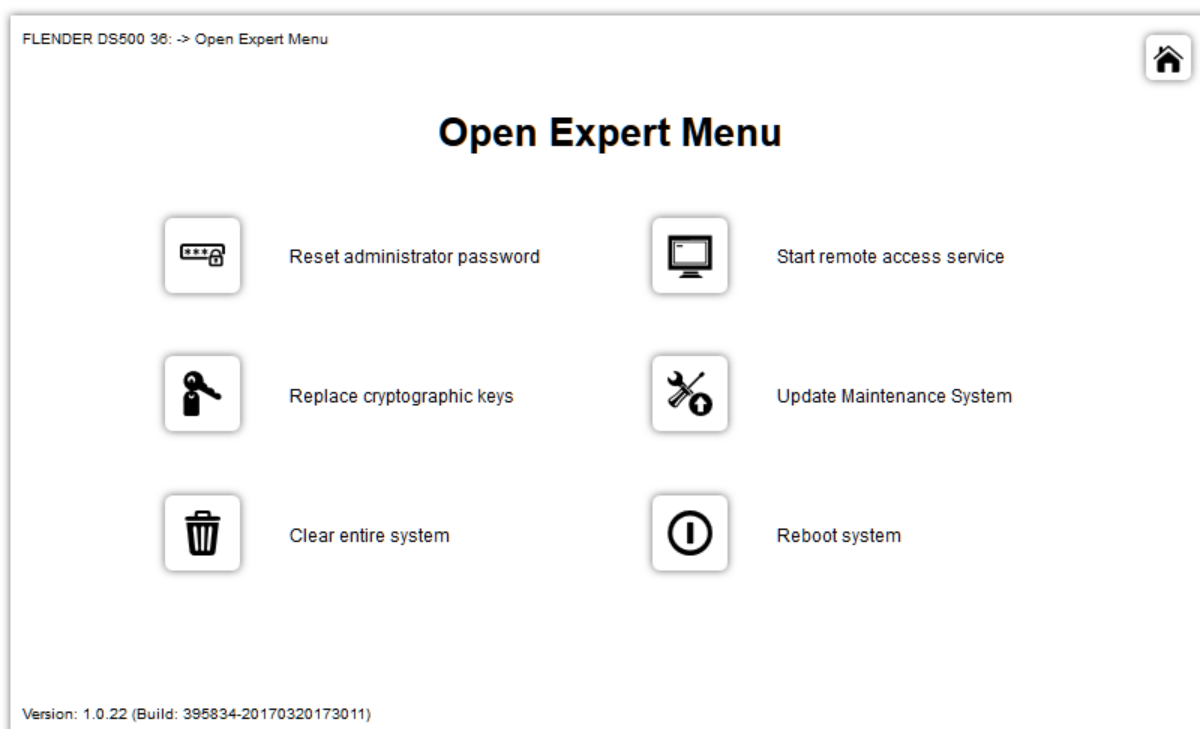 FLENDER DS500 36: -> Open Expert Menu
Open Expert Menu
***
Reset administrator password
Start remote access service
Replace cryptographic keys
Update Maintenance System
Clear entire system
Reboot system
Version: 1.0.22 (Build: 395834-20170320173011)